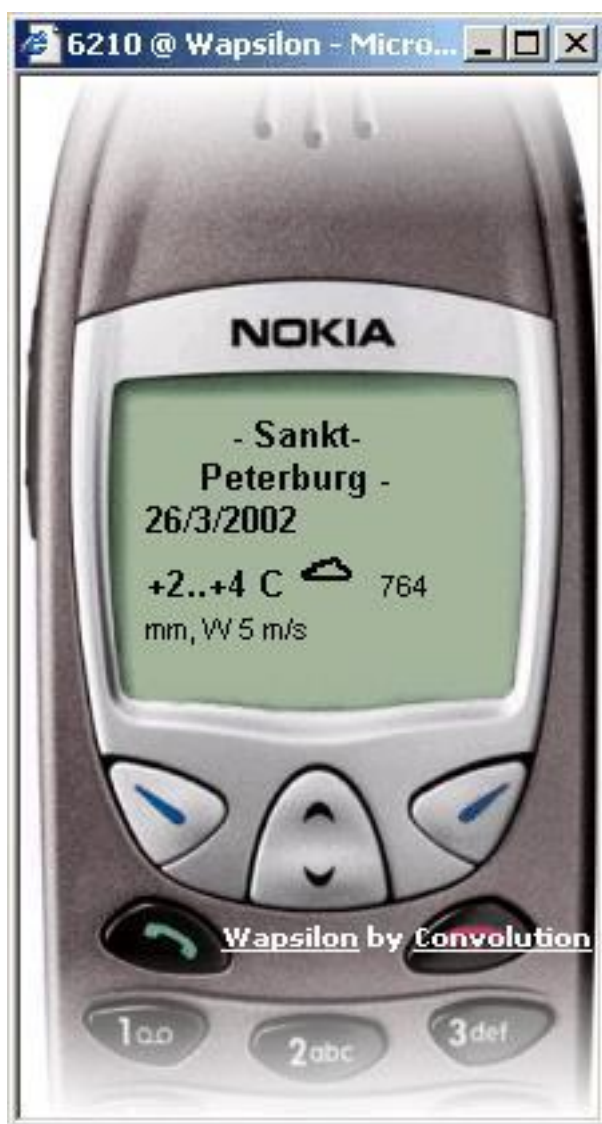 6210 @ Wapsilon - Micro...
NOKIA
- Sankt-
Peterburg -
26/3/2002
+2..+4 C 764
mm, W 5 m/s
Wapsilon by Convolution
1 oo 2abc 3def